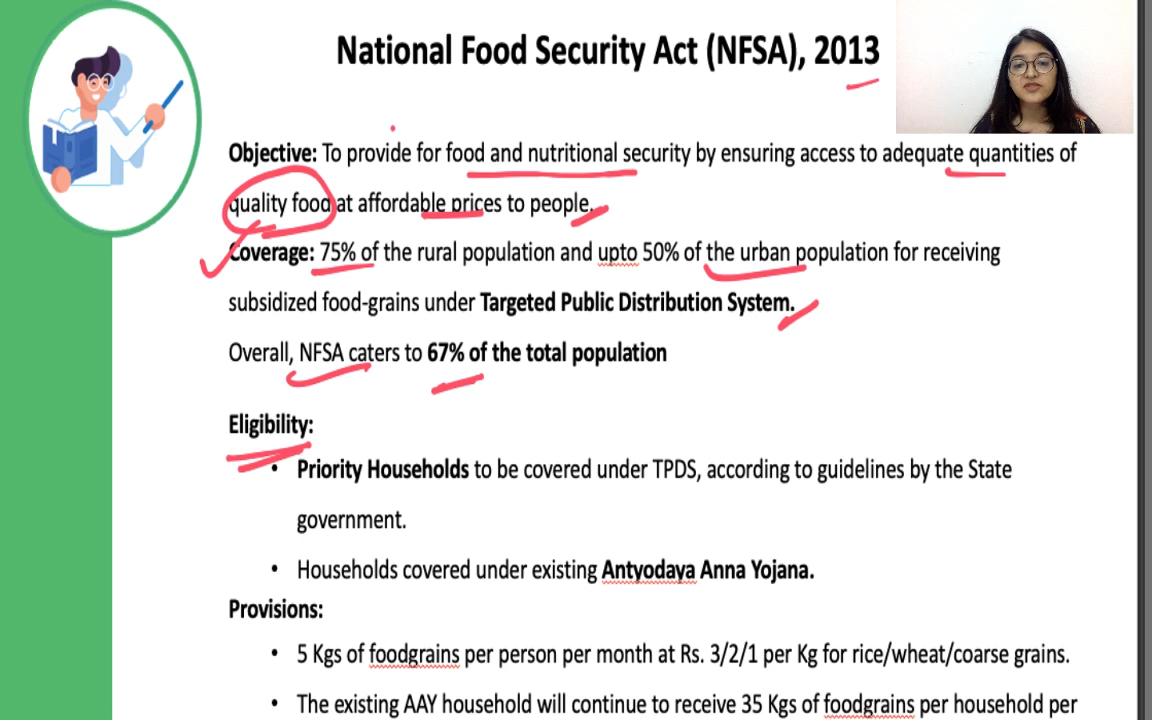 National Food Security Act (NFSA), 2013
Objective: To provide for food and nutritional security by ensuring access to adequate quantities of
quality food at affordable prices to people.
Coverage: 75% of the rural population and upto 50% of the urban population for receiving
subsidized food-grains under Targeted Public Distribution System.
Overall, NFSA caters to 67% of the total population
Eligibility:
• Priority Households to be covered under TPDS, according to guidelines by the State
government.
• Households covered under existing Antyodaya Anna Yojana.
Provisions:
• 5 Kgs of foodgrains per person per month at Rs. 3/2/1 per Kg for rice/wheat/coarse grains.
• The existing AAY household will continue to receive 35 Kgs of foodgrains per household per